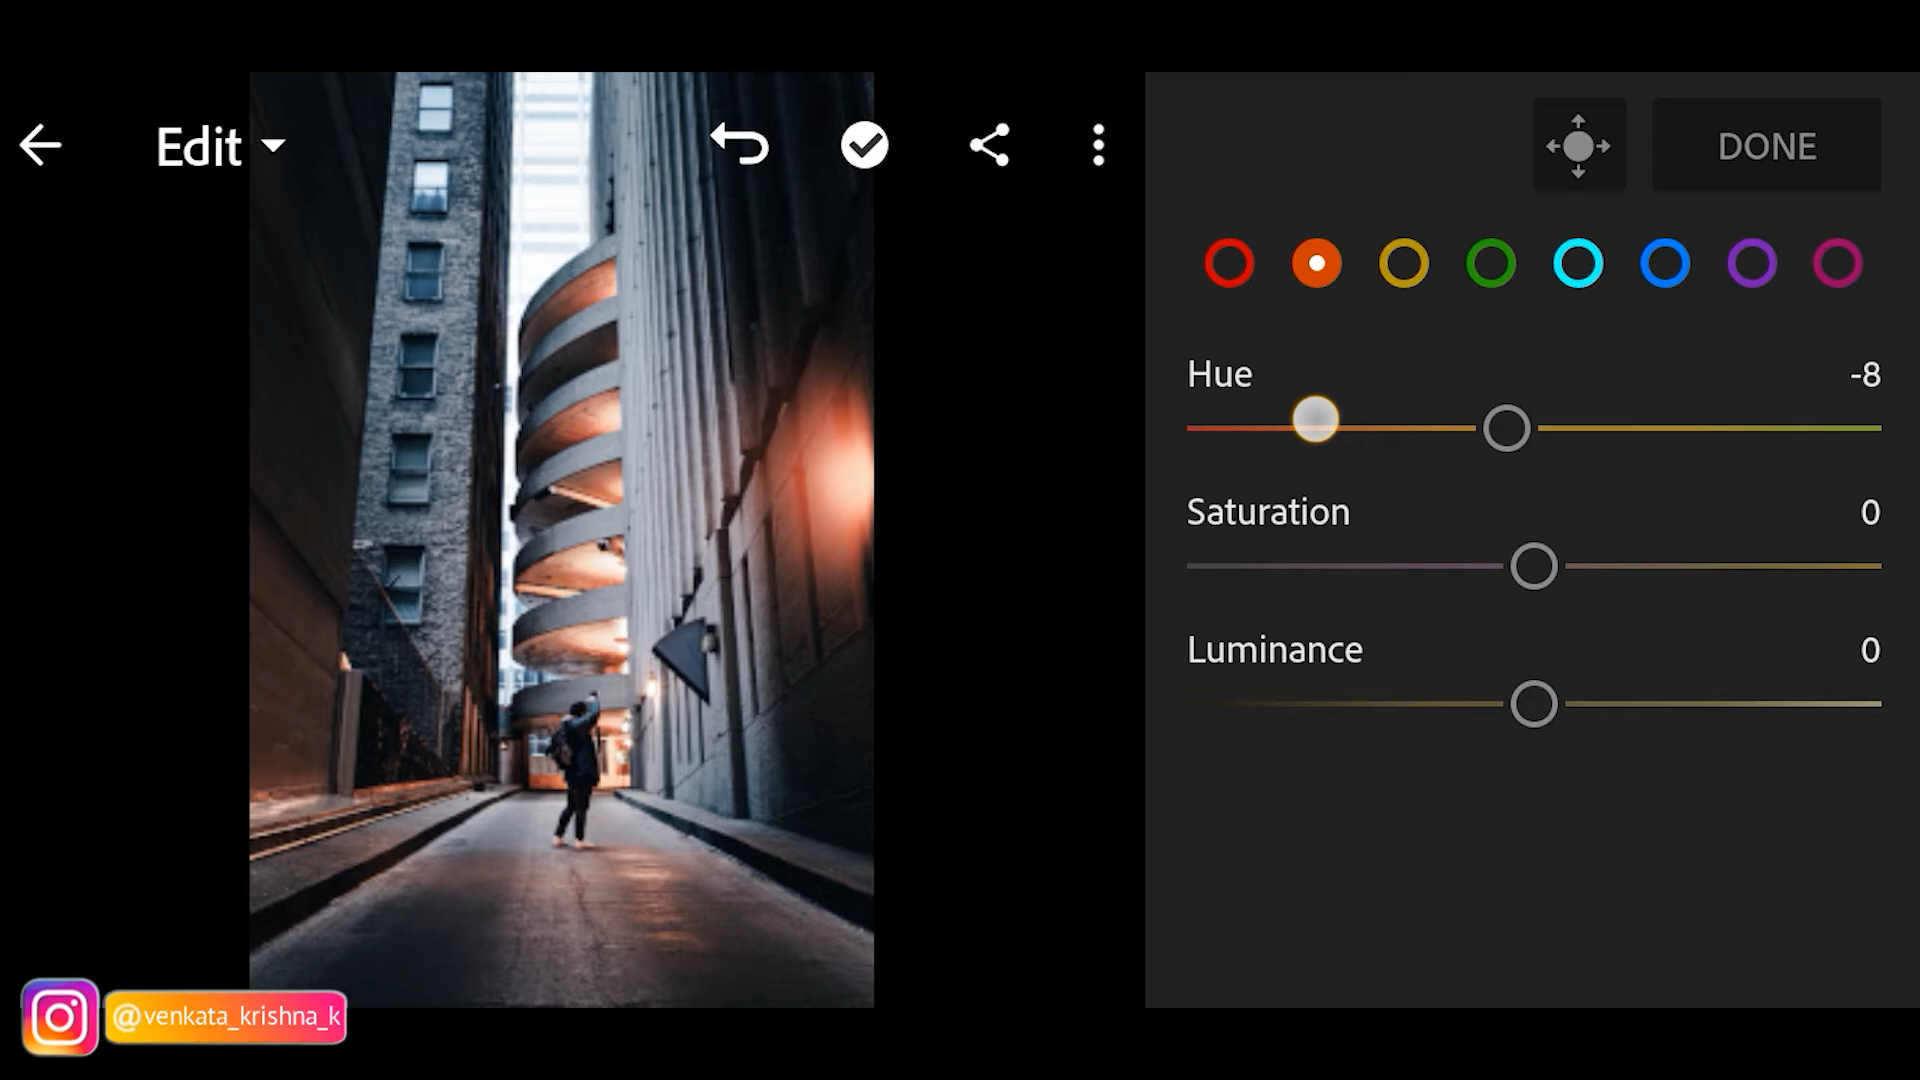 Edit
DONE
Hue -8
Saturation 0
Luminance 0
@venkata_krishna_k